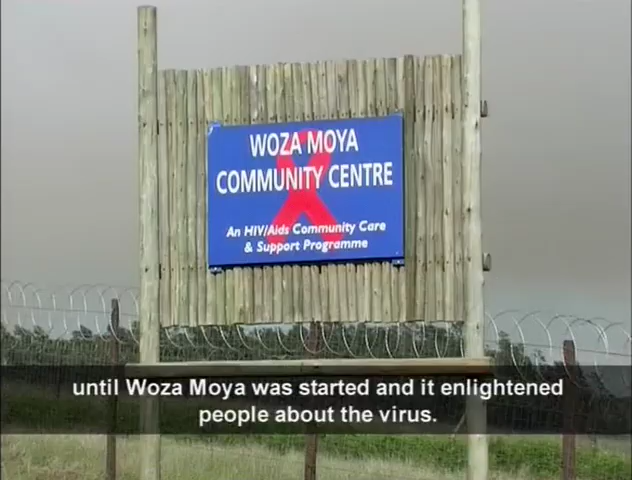 WOZA MOYA
COMMUNITY CENTRE
An HIV/Aids Community Care
& Support Programme
until Woza Moya was started and it enlightened
people about the virus.